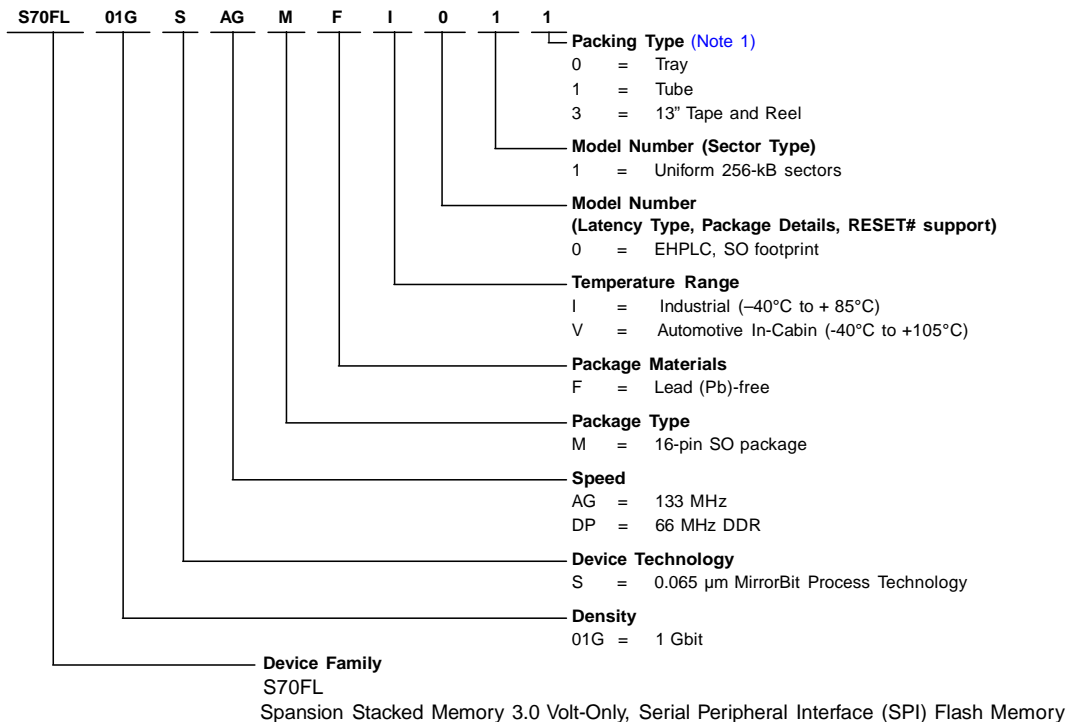 S70FL 01G S AG M F I 0 1 1
Packing Type (Note 1)
0 = Tray
1 = Tube
3 = 13” Tape and Reel
Model Number (Sector Type)
1 = Uniform 256-kB sectors
Model Number
(Latency Type, Package Details, RESET# support)
0 = EHPLC, SO footprint
Temperature Range
I = Industrial (–40°C to + 85°C)
V = Automotive In-Cabin (-40°C to +105°C)
Package Materials
F = Lead (Pb)-free
Package Type
M = 16-pin SO package
Speed
AG = 133 MHz
DP = 66 MHz DDR
Device Technology
S = 0.065 µm MirrorBit Process Technology
Density
01G = 1 Gbit
Device Family
S70FL
Spansion Stacked Memory 3.0 Volt-Only, Serial Peripheral Interface (SPI) Flash Memory